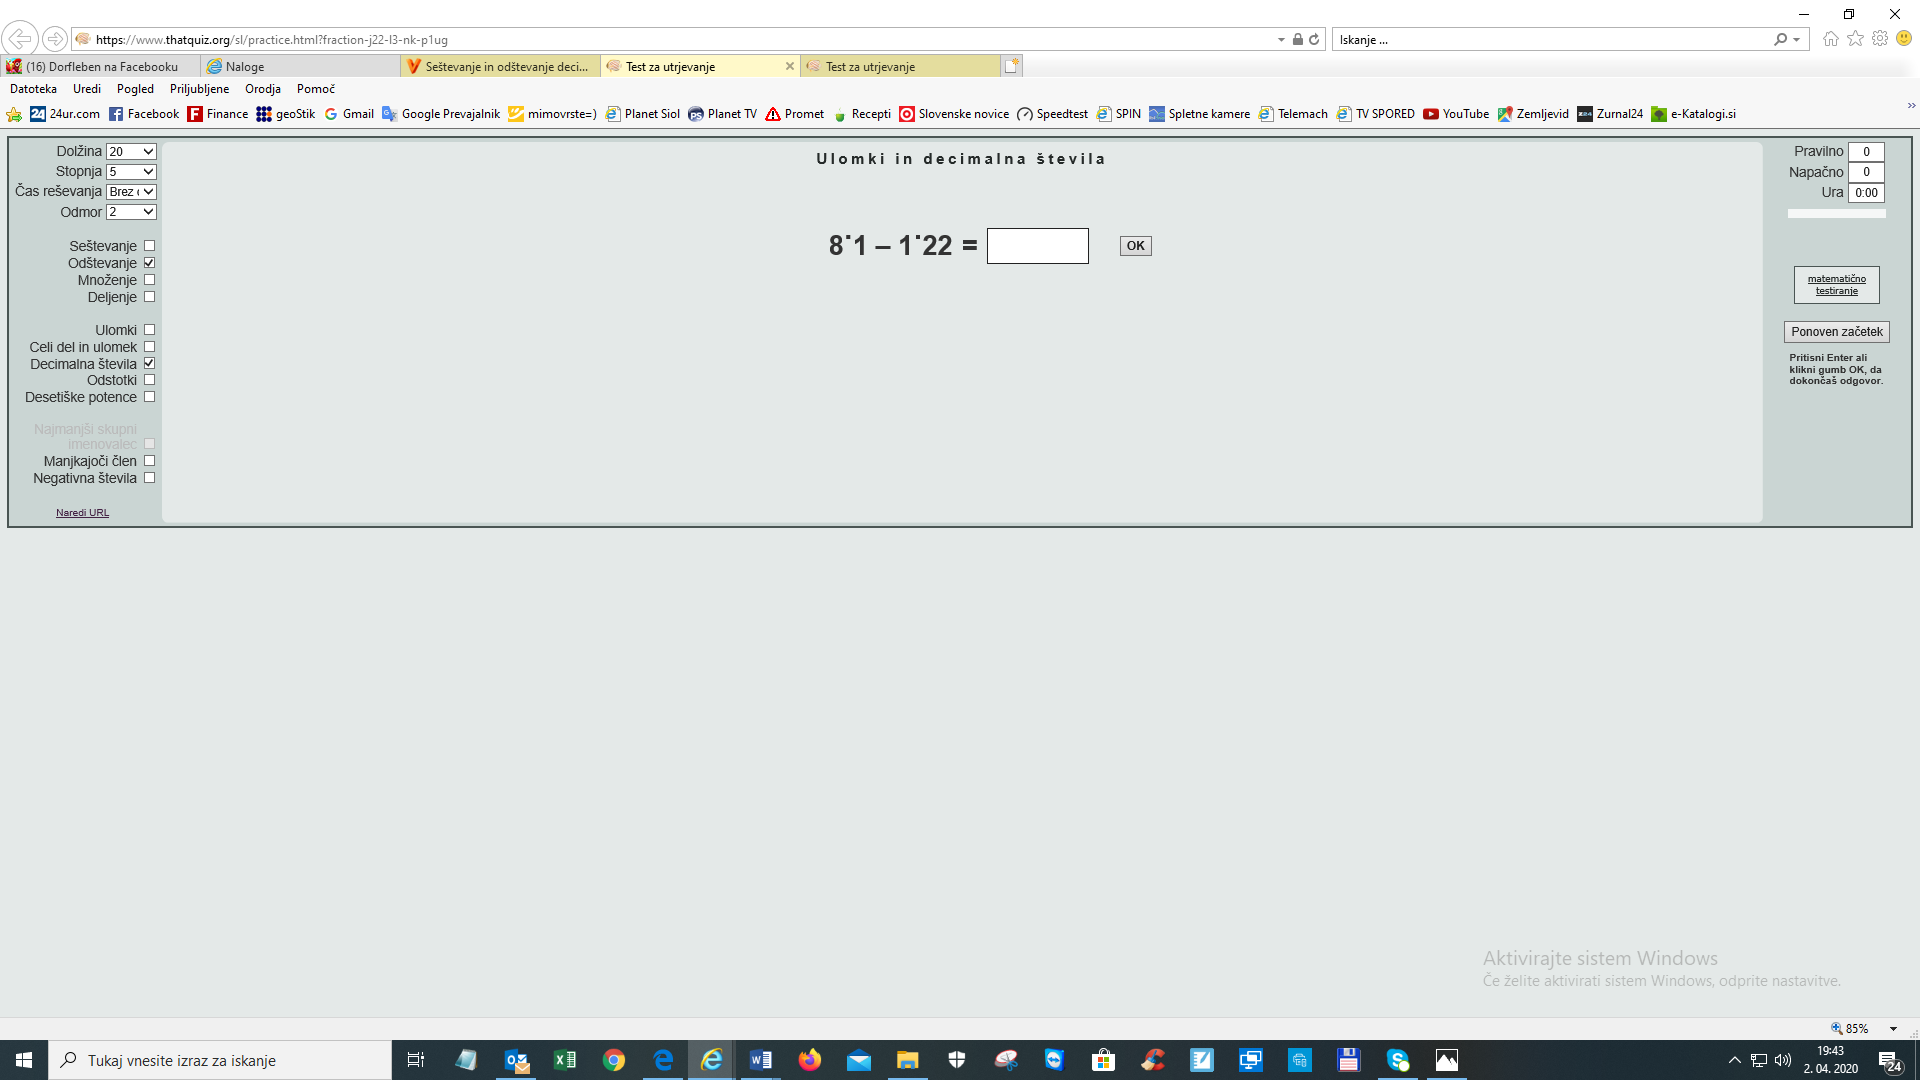 https://www.thatquiz.org/sl/practice.html?fraction-j22-l3-nk-p1ug
Iskanje ...
(16) Dorfleben na Facebooku
Naloge
Seštevanje in odštevanje deci...
Test za utrjevanje
Test za utrjevanje
Datoteka Uredi Pogled Priljubljene Orodja Pomoč
24ur.com Facebook Finance geoStik Gmail Google Prevajalnik mimovrste=) Planet Siol Planet TV Promet Recepti Slovenske novice Speedtest SPIN Spletne kamere Telemach TV SPORED YouTube Zemljevid Zurnal24 e-Katalogi.si
Dolžina 20
Stopnja 5
Čas reševanja Brez
Odmor 2
Seštevanje
Odštevanje
Množenje
Deljenje
Ulomki
Celi del in ulomek
Decimalna števila
Odstotki
Desetiške potence
Najmanjši skupni
imenovalec
Manjkajoči člen
Negativna števila
Naredi URL
Ulomki in decimalna števila
8˙1 – 1˙22 =
OK
Pravilno 0
Napačno 0
Ura 0:00
matematično
testiranje
Ponoven začetek
Pritisni Enter ali
klikni gumb OK, da
dokončaš odgovor.
Aktivirajte sistem Windows
Če želite aktivirati sistem Windows, odprite nastavitve.
85%
Tukaj vnesite izraz za iskanje
19:43
2. 04. 2020
24